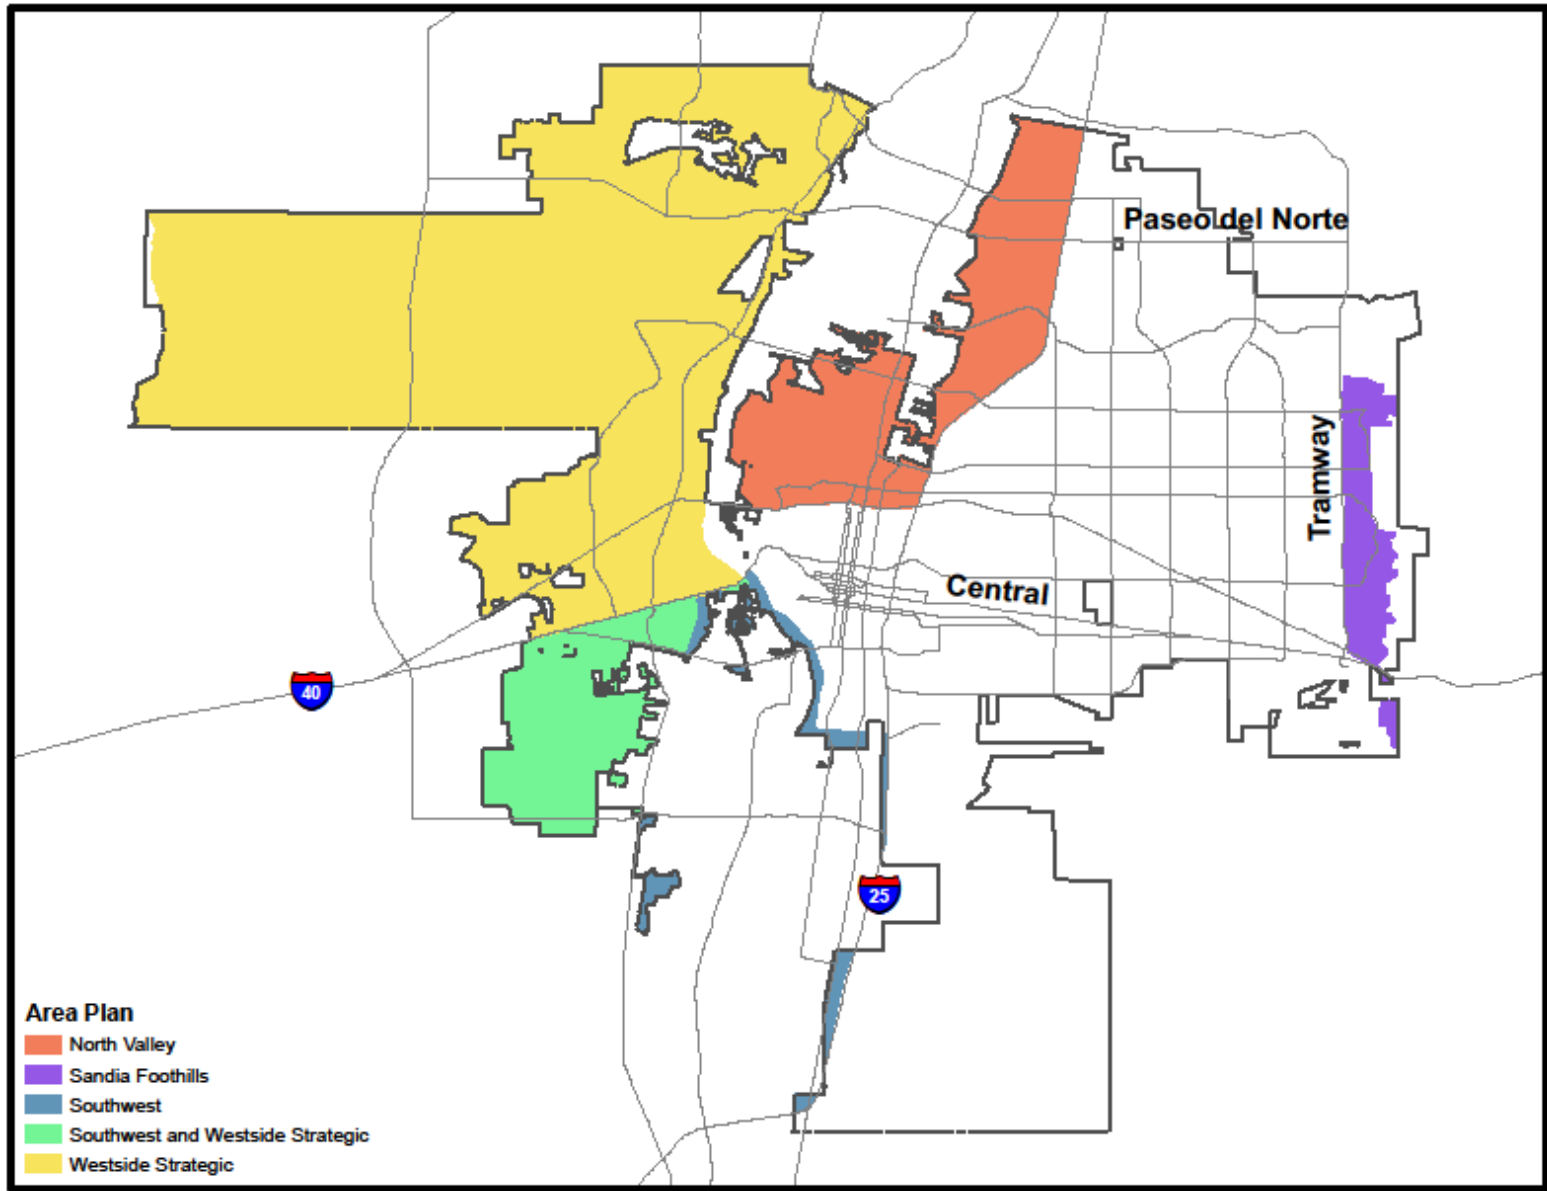 Paseo del Norte
Tramway
Central
40
25
Area Plan
North Valley
Sandia Foothills
Southwest
Southwest and Westside Strategic
Westside Strategic